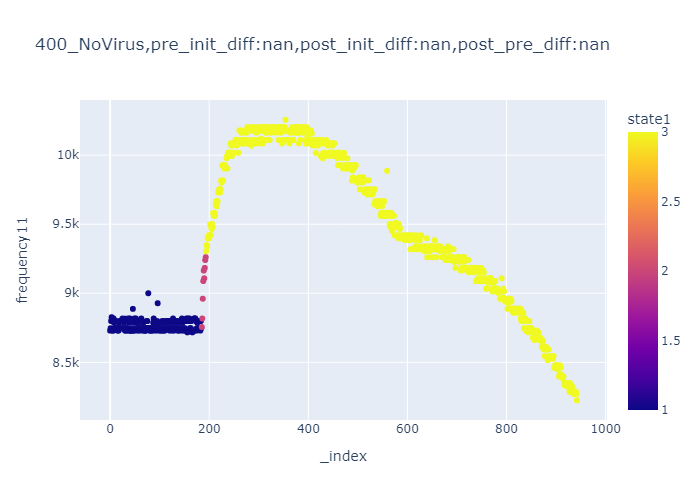 400_NoVirus,pre_init_diff:nan,post_init_diff:nan,post_pre_diff:nan
state1
3
2.5
2
1.5
1
10k
9.5k
9k
8.5k
frequency11
0
200
400
600
800
1000
_index